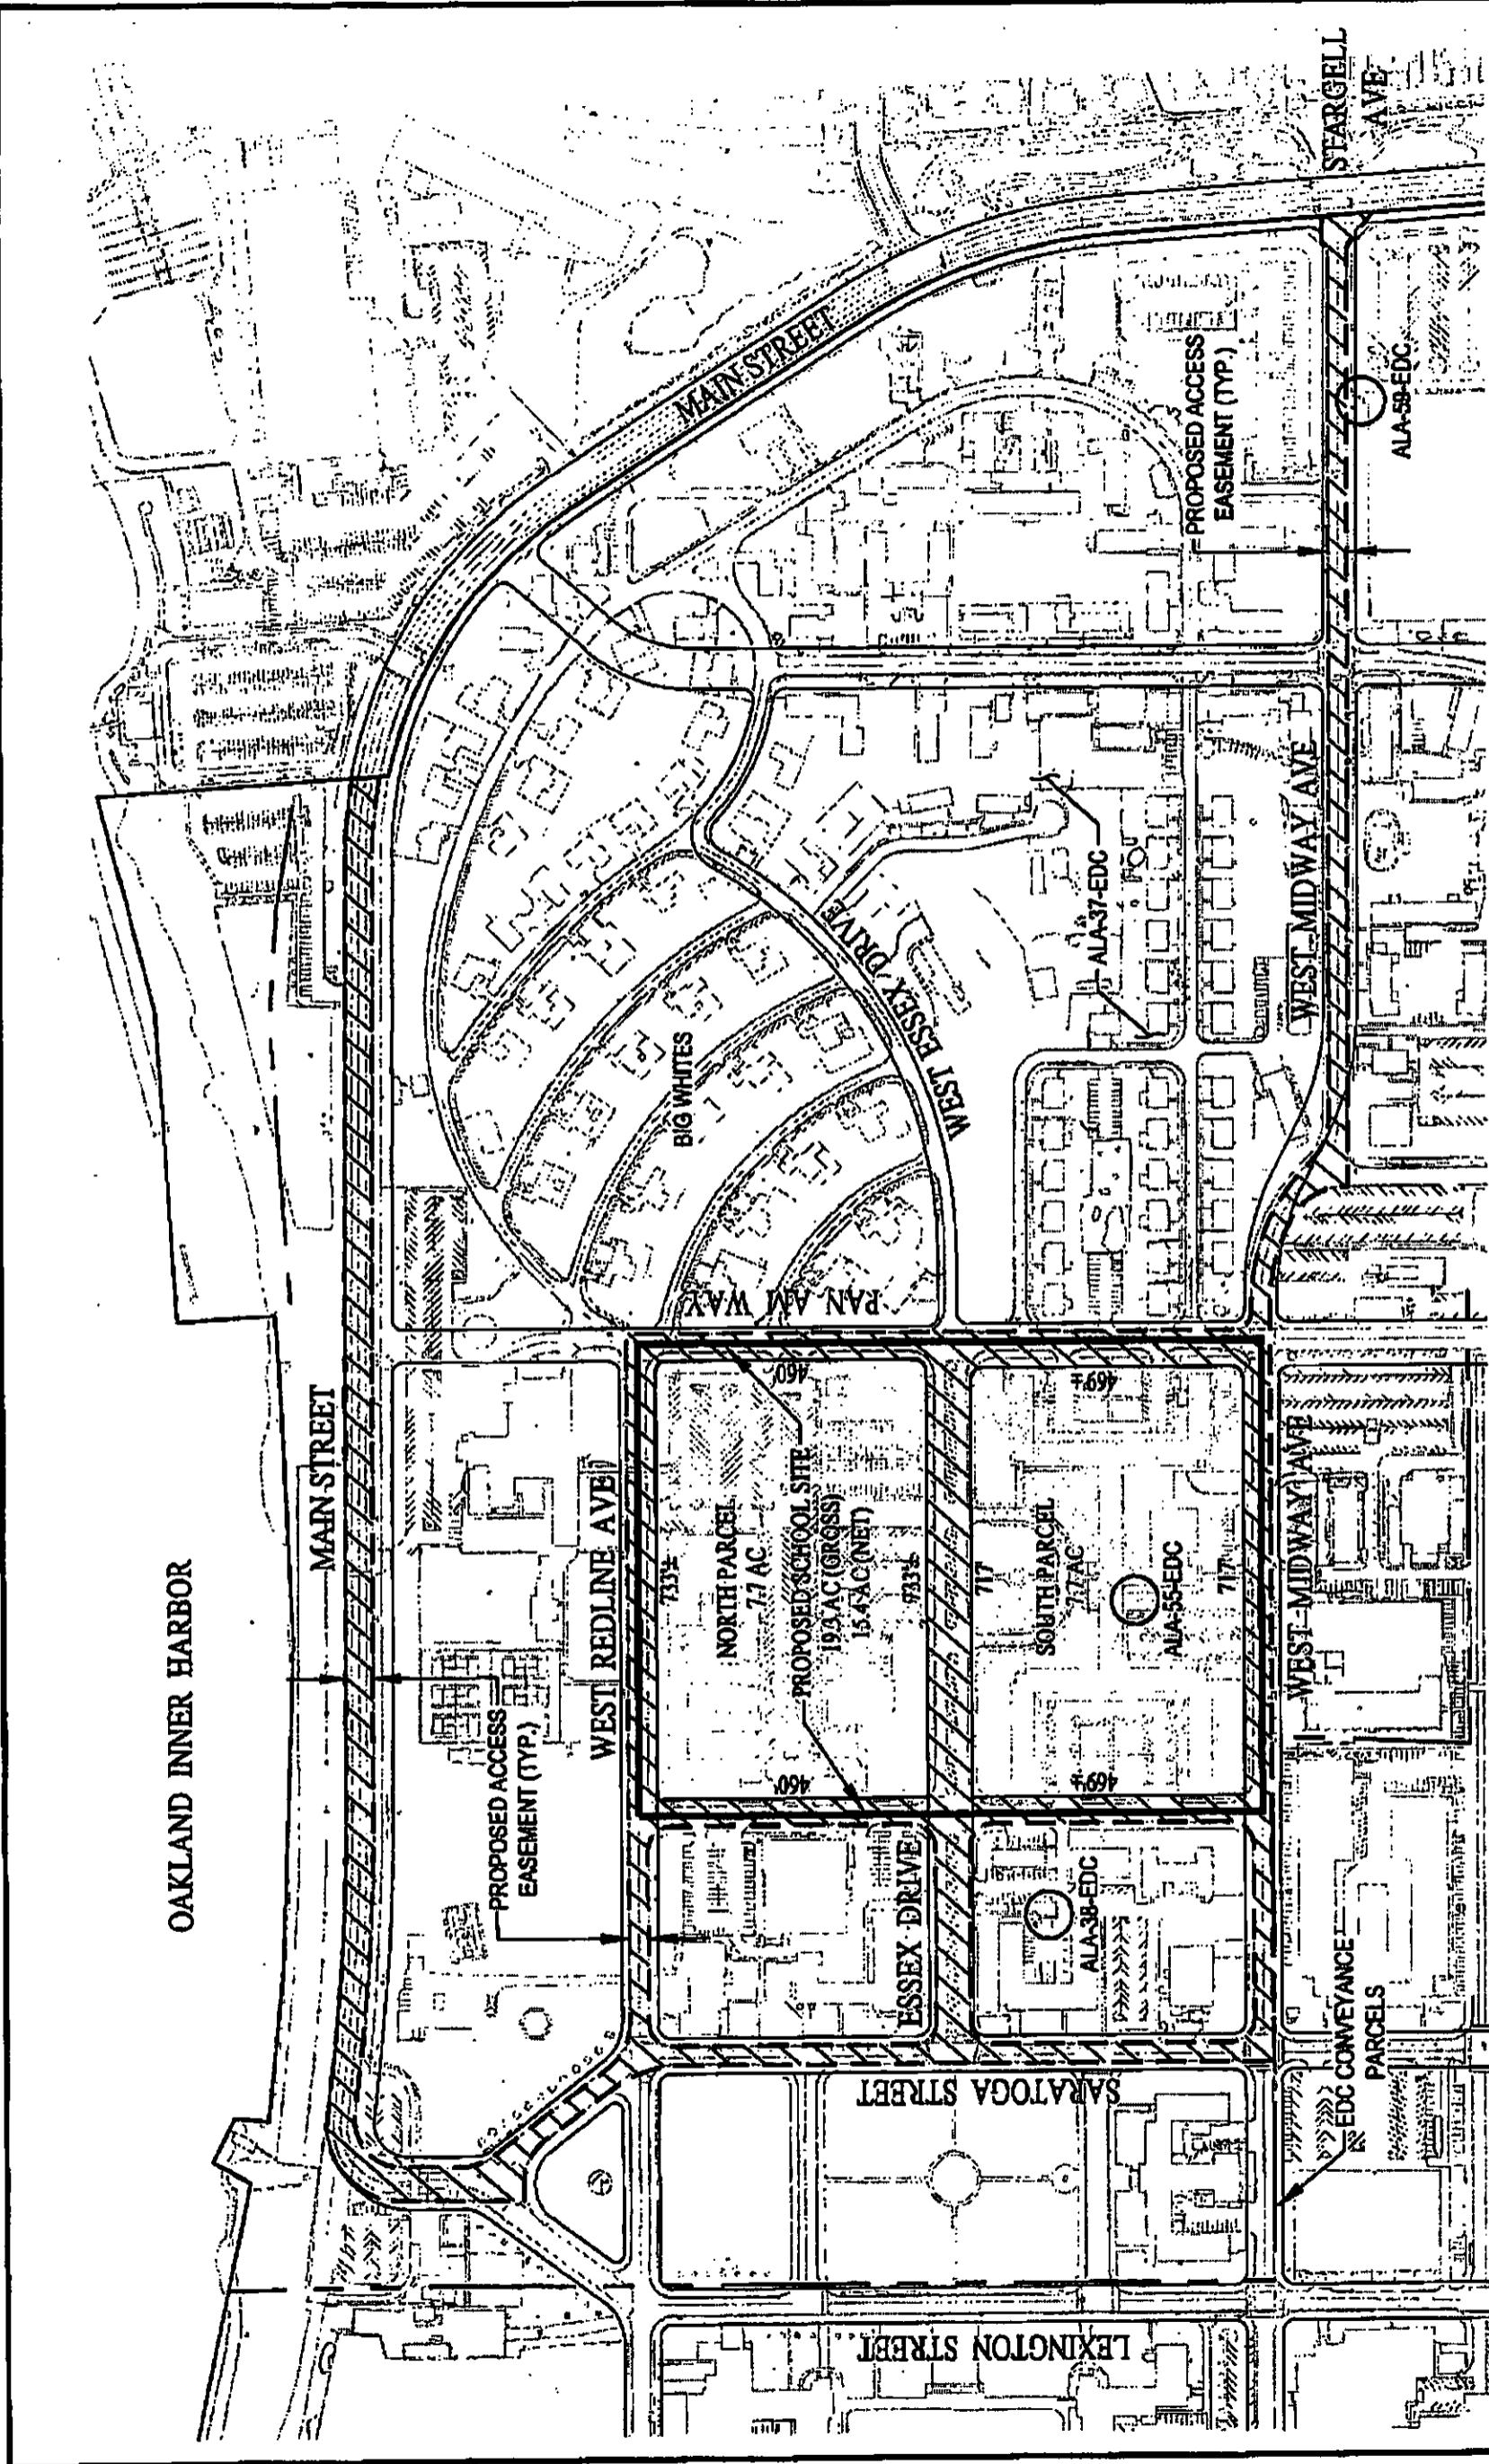 OAKLAND INNER HARBOR
MAIN STREET
MAIN STREET
STARGELL
AVE
PROPOSED ACCESS
EASEMENT (TYP.)
WEST REDLINE AVE
PROPOSED ACCESS
EASEMENT (TYP.)
ALA-59-EDC
BIG WHITES
WEST ESSEX DRIVE
ALA-37-EDC
WEST MIDWAY AVE
PAN AM WAY
733'±
460'
460'
NORTH PARCEL
7.7 AC
PROPOSED SCHOOL SITE
19.3 AC (GROSS)
15.4 AC (NET)
733'±
717
469'±
469'±
SOUTH PARCEL
7.7 AC
ALA-55-EDC
717
ESSEX DRIVE
ALA-38-EDC
WEST MIDWAY AVE
SARATOGA STREET
EDC CONVEYANCE
PARCELS
LEXINGTON STREET